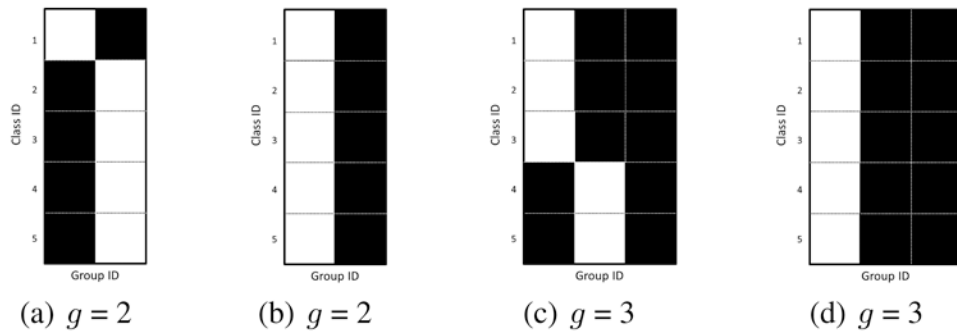 Class ID
1
2
3
4
5
Group ID
(a) g = 2
Class ID
1
2
3
4
5
Group ID
(b) g = 2
Class ID
1
2
3
4
5
Group ID
(c) g = 3
Class ID
1
2
3
4
5
Group ID
(d) g = 3